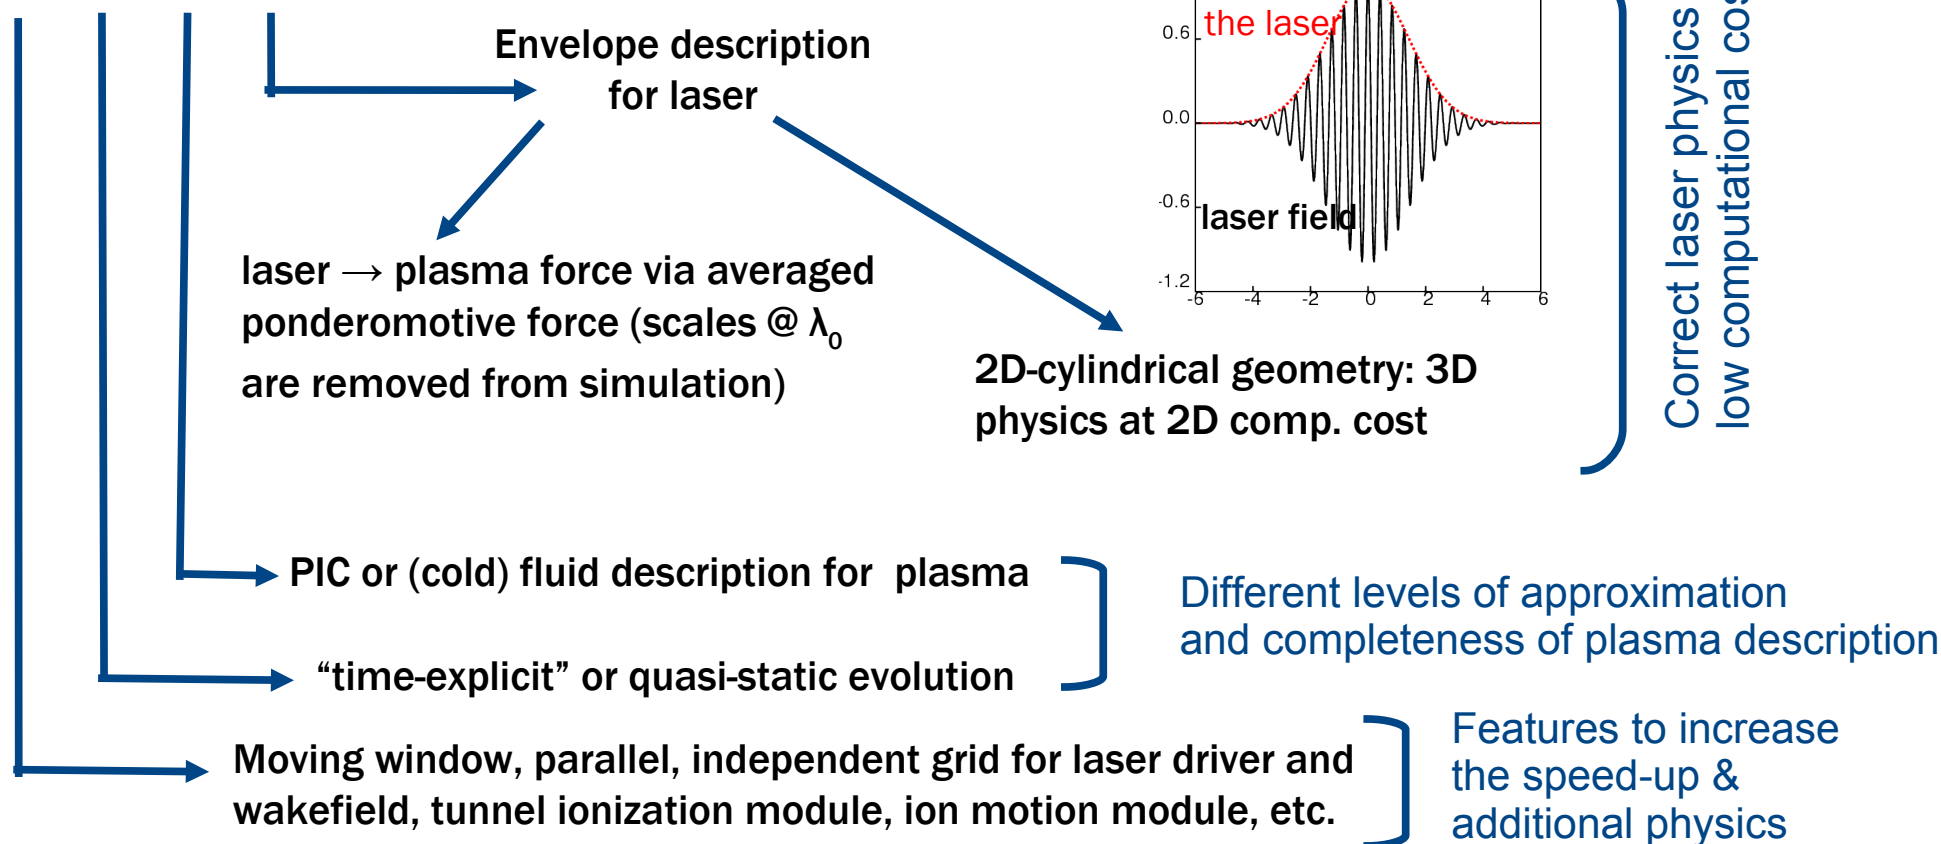 Envelope description
for laser
0.6
the laser
0.0
-0.6
laser field
-1.2
-6 -4 -2 0 2 4 6
laser → plasma force via averaged
ponderomotive force (scales @ λ₀
are removed from simulation)
2D-cylindrical geometry: 3D
physics at 2D comp. cost
Correct laser physics
low computational
PIC or (cold) fluid description for plasma
“time-explicit” or quasi-static evolution
Different levels of approximation
and completeness of plasma description
Moving window, parallel, independent grid for laser driver and
wakefield, tunnel ionization module, ion motion module, etc.
Features to increase
the speed-up &
additional physics